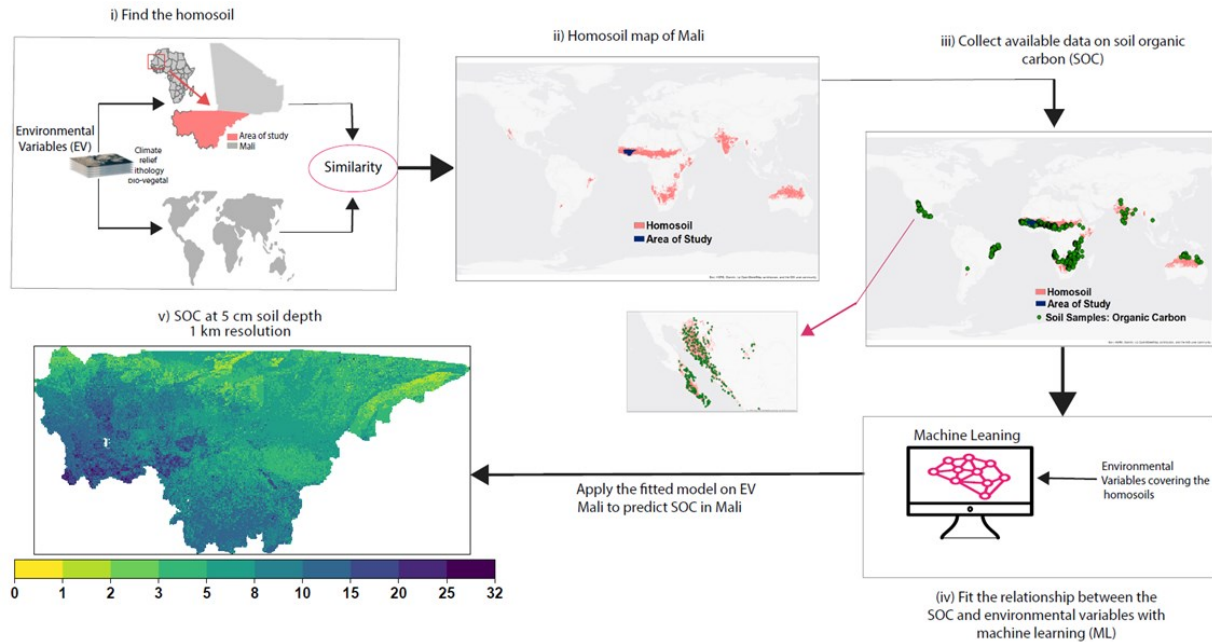 i) Find the homosoil
Environmental
Variables (EV)
Climate
relief
lithology
bio-vegetal
Area of study
Mali
Similarity
ii) Homosoil map of Mali
Homosoil
Area of Study
iii) Collect available data on soil organic
carbon (SOC)
Homosoil
Area of Study
Soil Samples: Organic Carbon
Machine Leaning
Environmental
Variables covering the
homosoils
(iv) Fit the relationship between the
SOC and environmental variables with
machine learning (ML)
Apply the fitted model on EV
Mali to predict SOC in Mali
v) SOC at 5 cm soil depth
1 km resolution
0 1 2 3 5 6 8 10 15 20 25 32